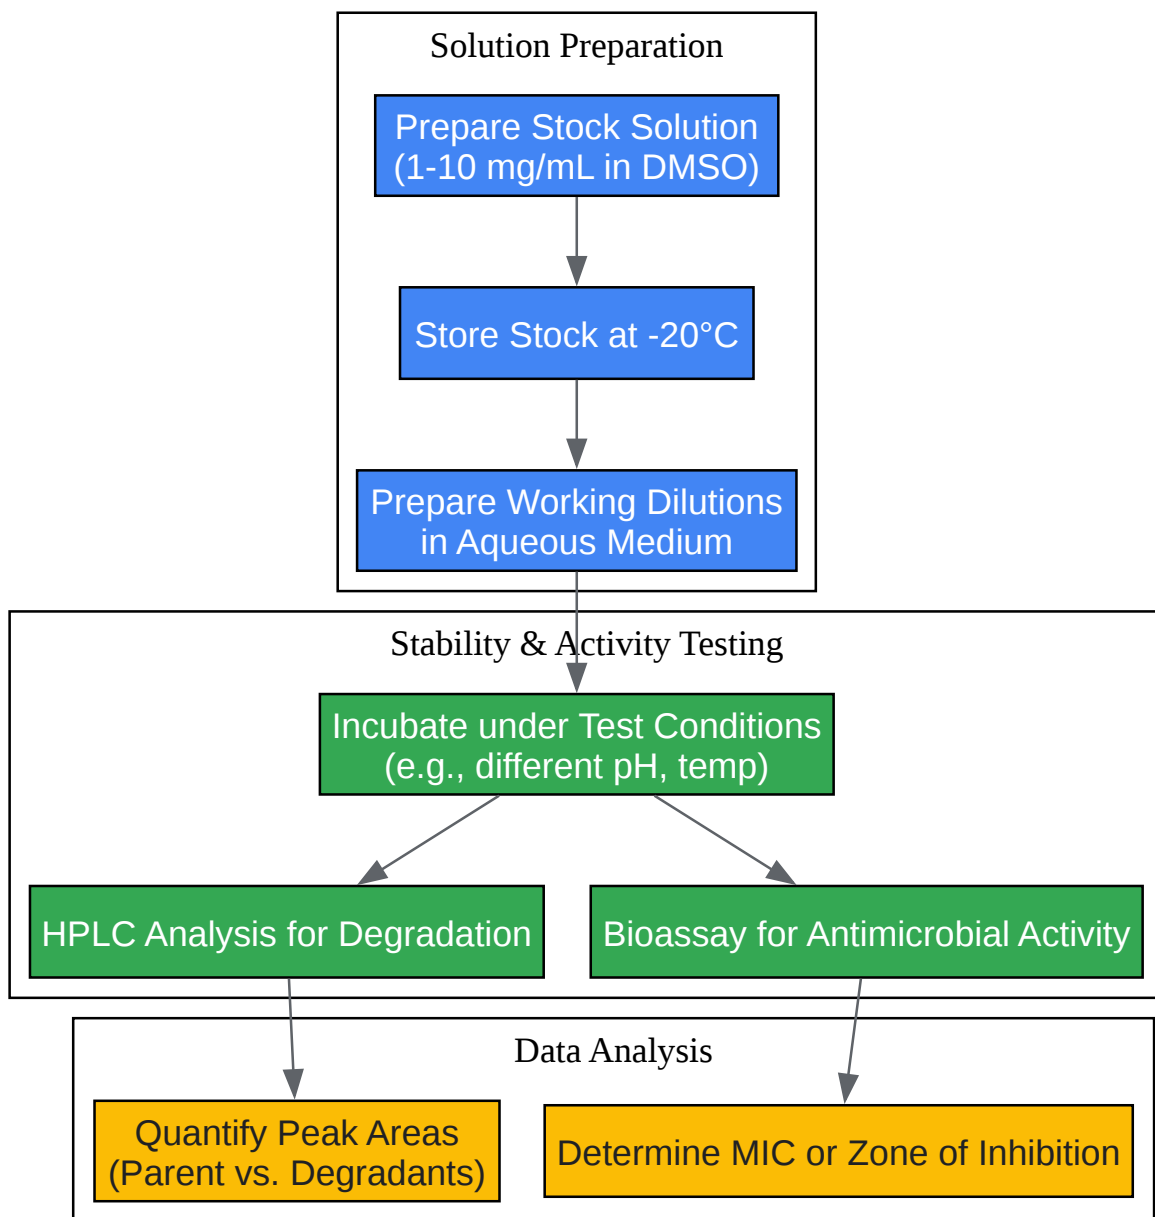 Solution Preparation
Prepare Stock Solution
(1-10 mg/mL in DMSO)
Store Stock at -20°C
Prepare Working Dilutions
in Aqueous Medium
Stability & Activity Testing
Incubate under Test Conditions
(e.g., different pH, temp)
HPLC Analysis for Degradation
Bioassay for Antimicrobial Activity
Data Analysis
Quantify Peak Areas
(Parent vs. Degradants)
Determine MIC or Zone of Inhibition